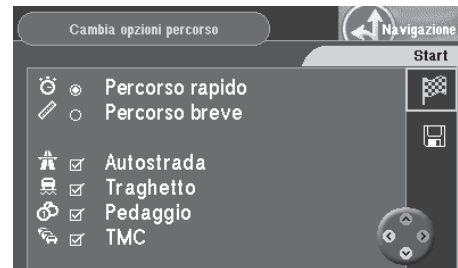 Cambia opzioni percorso
Navigazione
Start
Percorso rapido
Percorso breve
Autostrada
Traghetto
Pedaggio
TMC